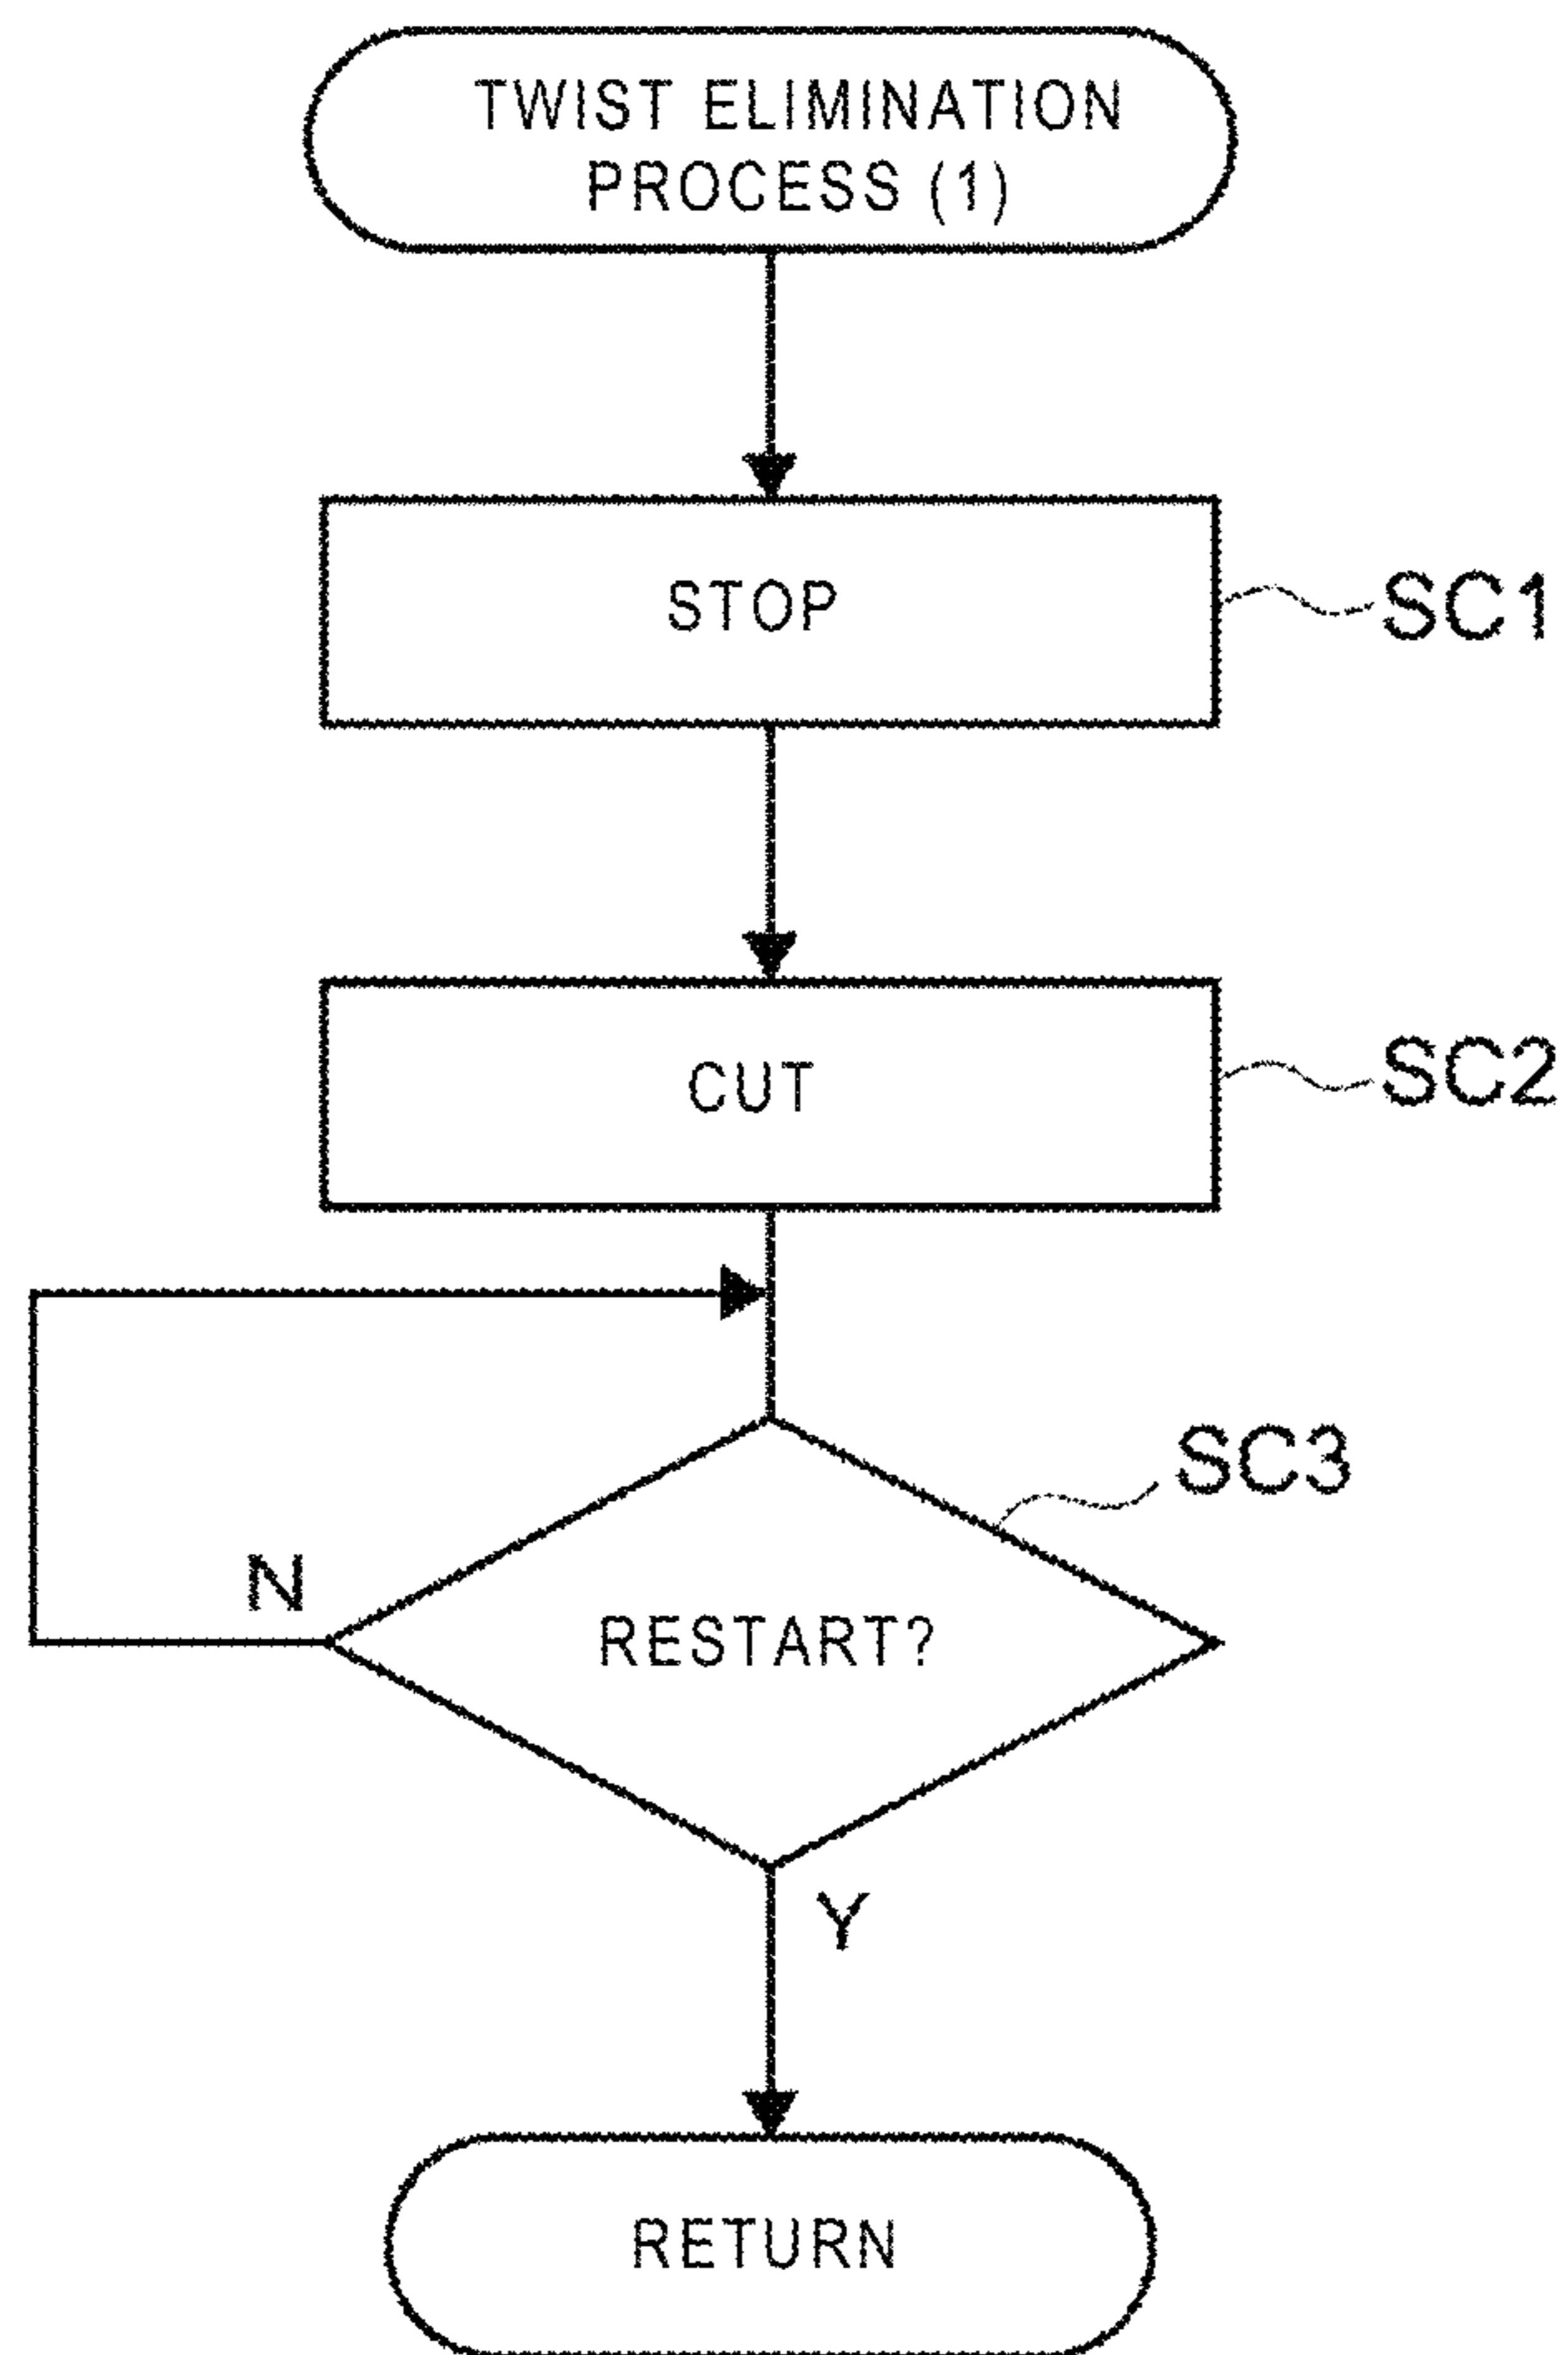 TWIST ELIMINATION
PROCESS (1)
STOP
SC1
CUT
SC2
SC3
N
RESTART?
Y
RETURN